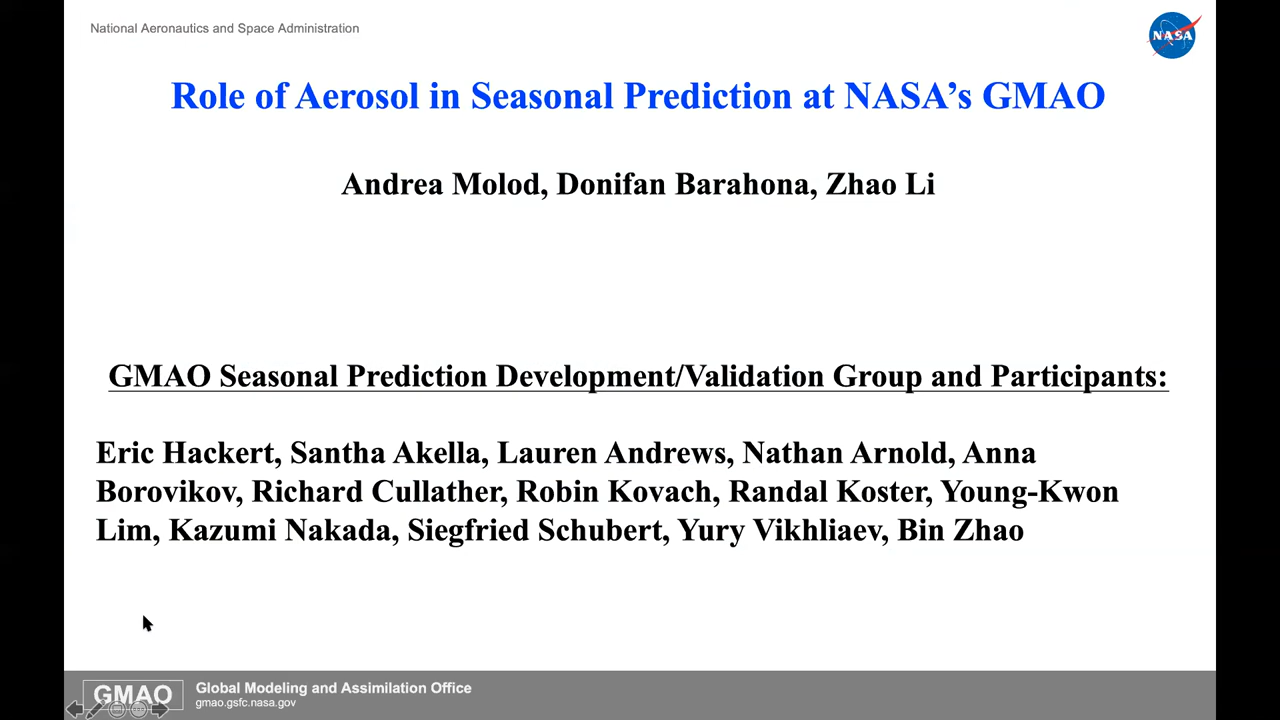 National Aeronautics and Space Administration
NASA
Role of Aerosol in Seasonal Prediction at NASA’s GMAO
Andrea Molod, Donifan Barahona, Zhao Li
GMAO Seasonal Prediction Development/Validation Group and Participants:
Eric Hackert, Santha Akella, Lauren Andrews, Nathan Arnold, Anna
Borovikov, Richard Cullather, Robin Kovach, Randal Koster, Young-Kwon
Lim, Kazumi Nakada, Siegfried Schubert, Yury Vikhliaev, Bin Zhao
GMAO
Global Modeling and Assimilation Office
gmao.gsfc.nasa.gov